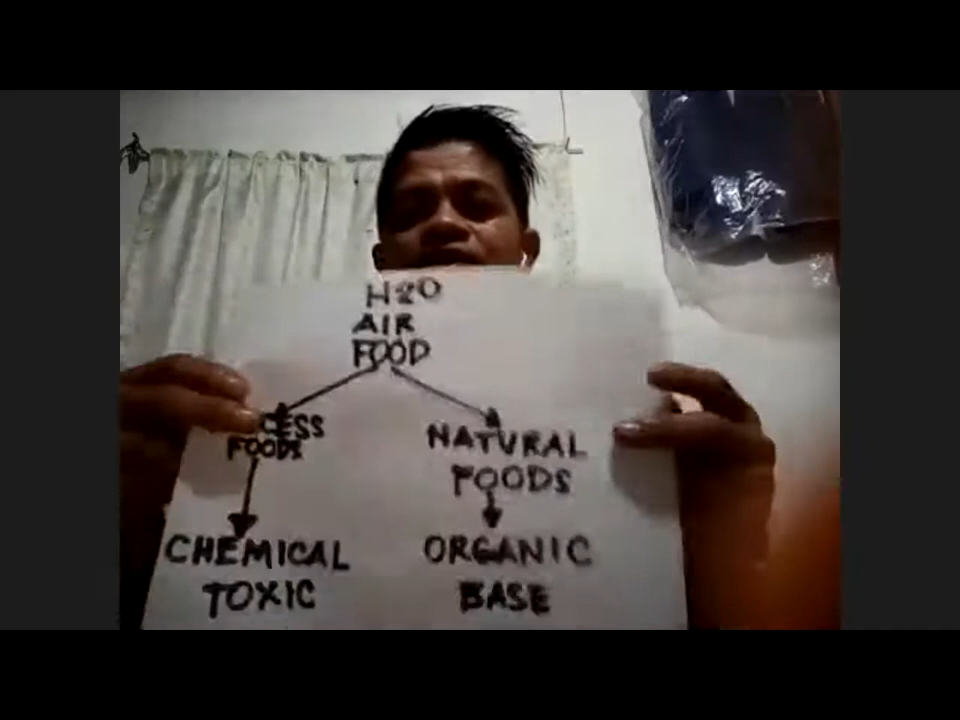 H2O
AIR
FOOD
CESS
FOODS
NATURAL
FOODS
CHEMICAL
TOXIC
ORGANIC
BASE